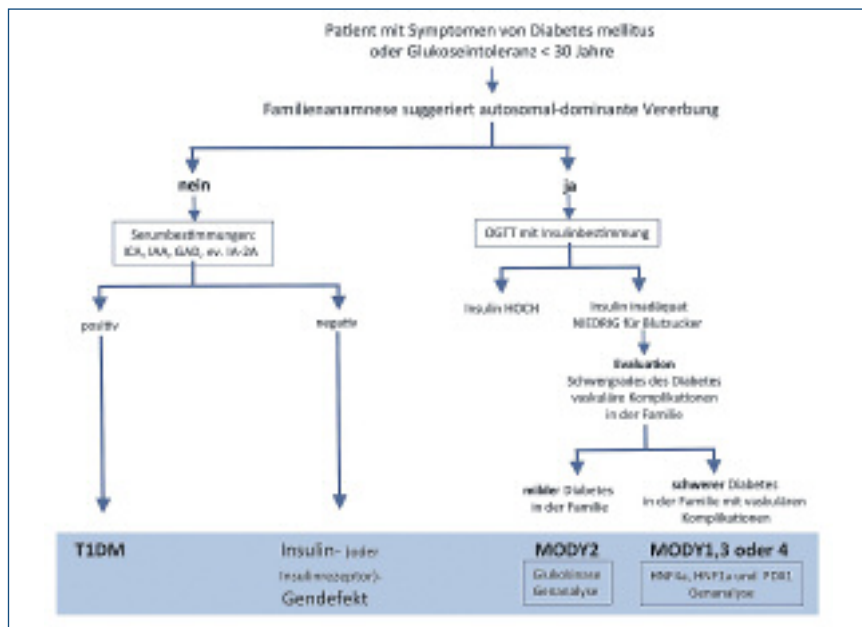 Patient mit Symptomen von Diabetes mellitus
oder Glukoseintoleranz < 30 Jahre
Familienanamnese suggeriert autosomal-dominante Vererbung
nein
ja
Serumbestimmungen:
ICA, IAA, GAD, ev. IA-2A
OGTT mit Insulinbestimmung
positiv
negativ
Insulin HOCH
Insulin inadäquat
NIEDRIG für Blutzucker
Evaluation
Schweregrades des Diabetes
vaskuläre Komplikationen
in der Familie
milder Diabetes
in der Familie
schwerer Diabetes
in der Familie mit vaskulären
Komplikationen
T1DM
Insulin- (oder
Insulinrezeptor)-
Gendefekt
MODY2
Glukokinase
Genanalyse
MODY1,3 oder 4
HNF4a, HNF1a und PDX1
Genanalyse